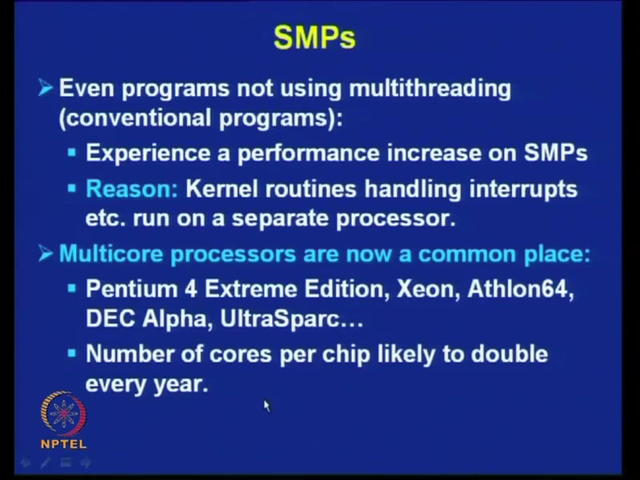 SMPs
Even programs not using multithreading
(conventional programs):
Experience a performance increase on SMPs
Reason: Kernel routines handling interrupts
etc. run on a separate processor.
Multicore processors are now a common place:
Pentium 4 Extreme Edition, Xeon, Athlon64,
DEC Alpha, UltraSparc…
Number of cores per chip likely to double
every year.
NPTEL